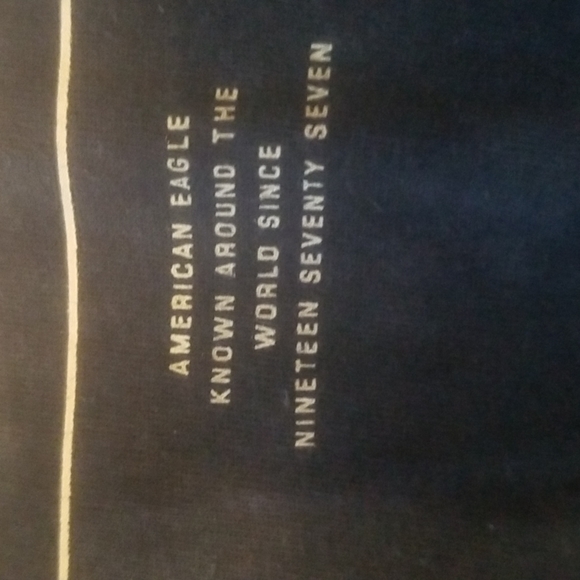 AMERICAN EAGLE
KNOWN AROUND THE
WORLD SINCE
NINETEEN SEVENTY SEVEN